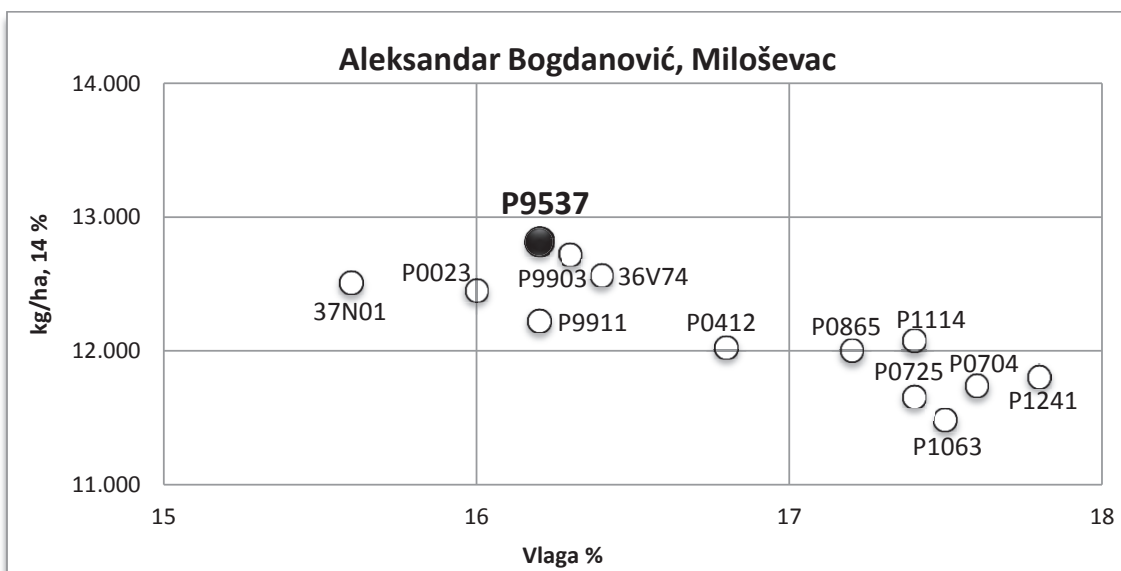 Aleksandar Bogdanović, Miloševac
14.000
13.000
12.000
11.000
kg/ha, 14 %
P9537
P0023
P9903
36V74
37N01
P9911
P0412
P0865
P1114
P0725
P0704
P1241
P1063
15
16
17
18
Vlaga %